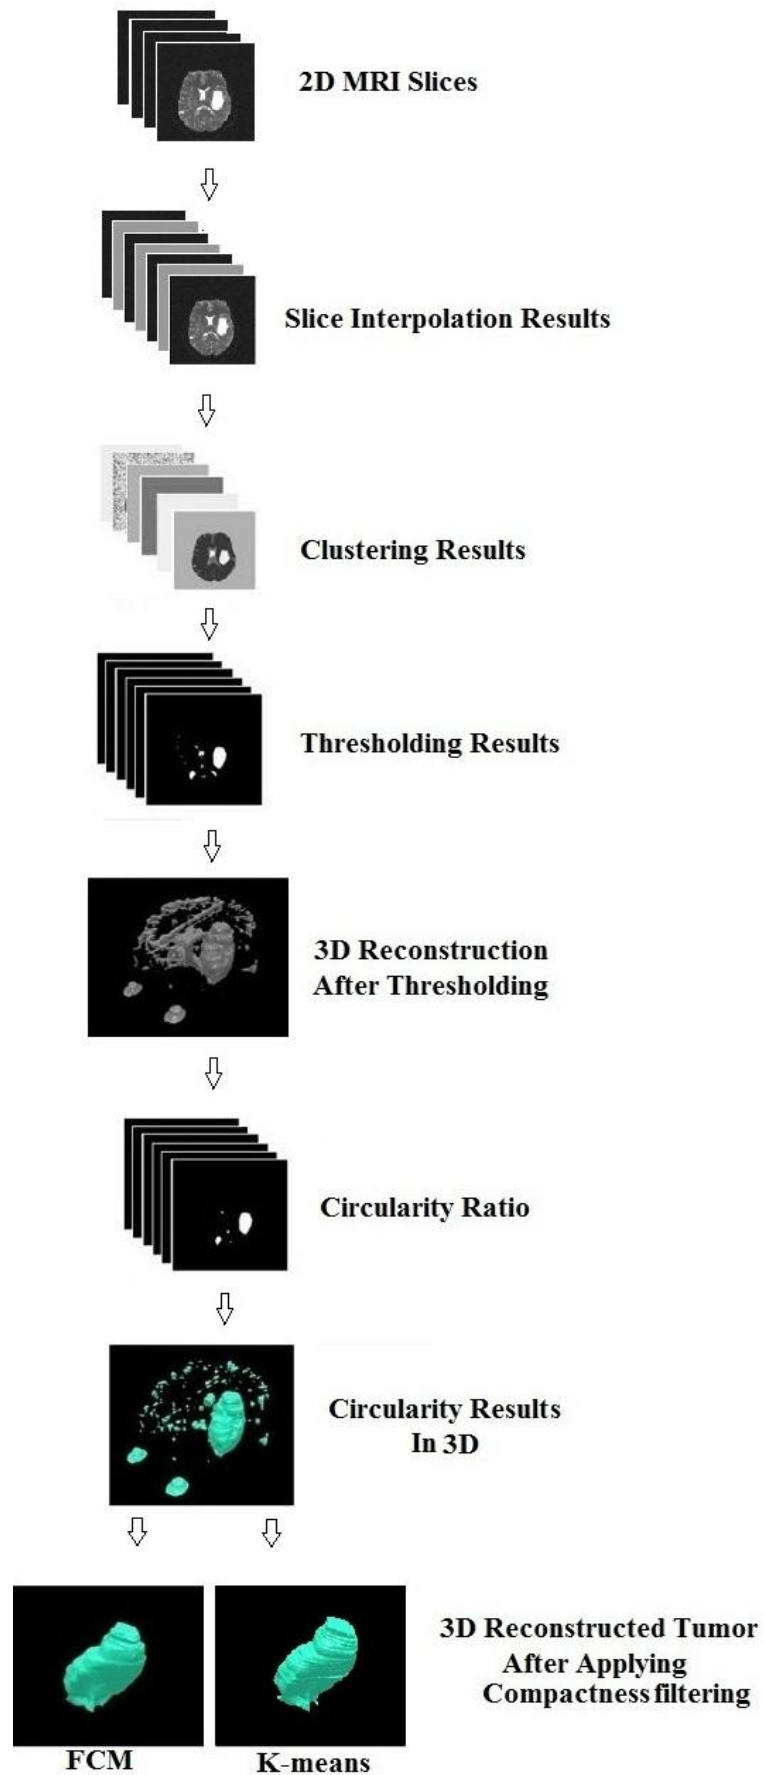 2D MRI Slices
Slice Interpolation Results
Clustering Results
Thresholding Results
3D Reconstruction
After Thresholding
Circularity Ratio
Circularity Results
In 3D
3D Reconstructed Tumor
After Applying
Compactness filtering
FCM
K-means